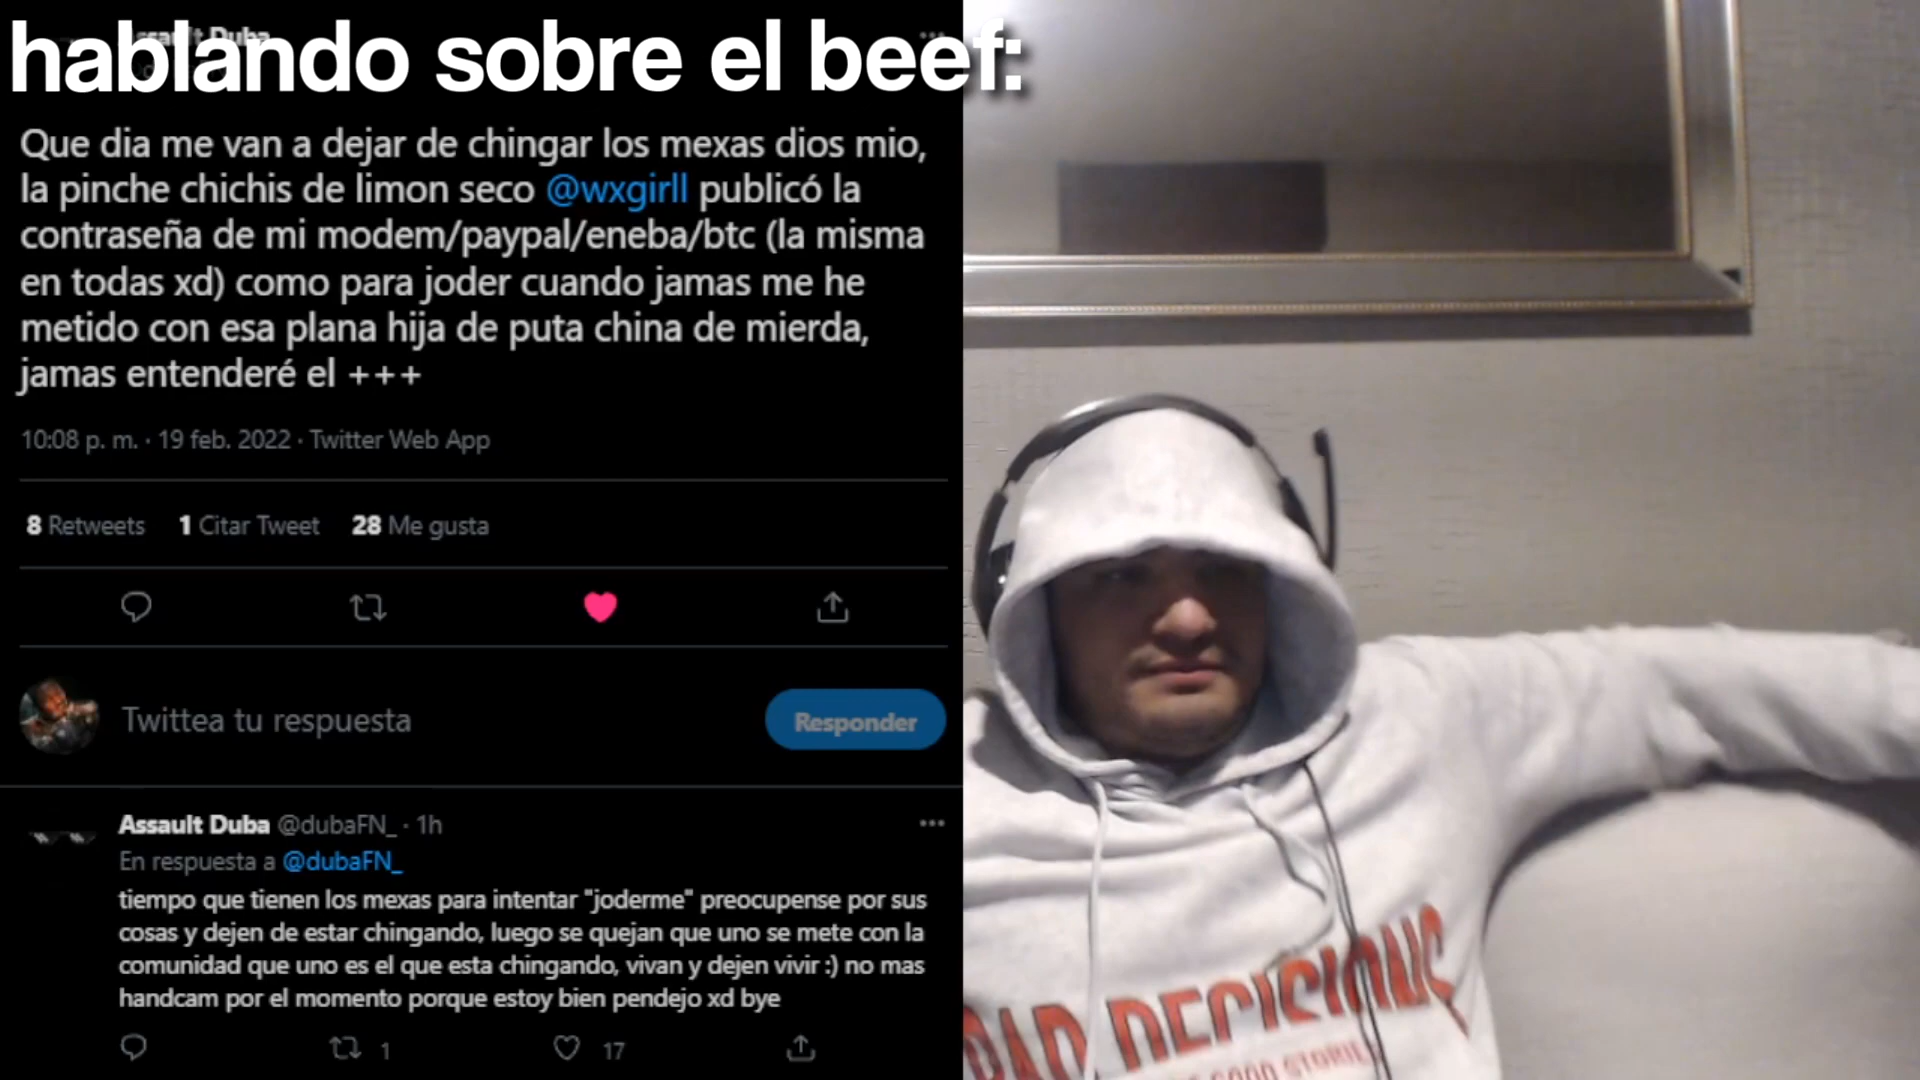 hablando sobre el beef:
Assault Duba
Que dia me van a dejar de chingar los mexas dios mio,
la pinche chichis de limon seco @wxgirll publicó la
contraseña de mi modem/paypal/eneba/btc (la misma
en todas xd) como para joder cuando jamas me he
metido con esa plana hija de puta china de mierda,
jamas entenderé el +++
10:08 p. m. · 19 feb. 2022 · Twitter Web App
8 Retweets 1 Citar Tweet 28 Me gusta
Twittea tu respuesta
Responder
Assault Duba @dubaFN_ · 1h
En respuesta a @dubaFN_
tiempo que tienen los mexas para intentar "joderme" preocupense por sus
cosas y dejen de estar chingando, luego se quejan que uno se mete con la
comunidad que uno es el que esta chingando, vivan y dejen vivir :) no mas
handcam por el momento porque estoy bien pendejo xd bye
1 17
BAD DECISIONS
GOOD STORIES